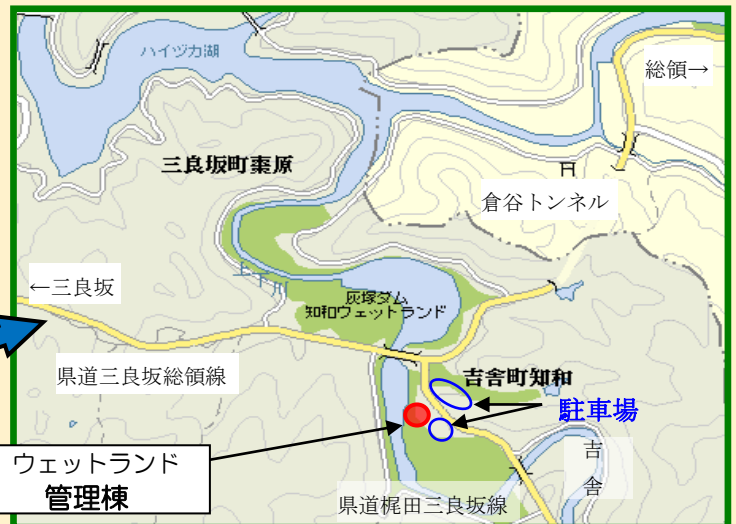 ハイヅカ湖
総領→
三良坂町棗原
倉谷トンネル
←三良坂
上下川
灰塚ダム
知和ウェットランド
県道三良坂総領線
吉舎町知和
駐車場
ウェットランド
管理棟
吉
舎
県道梶田三良坂線